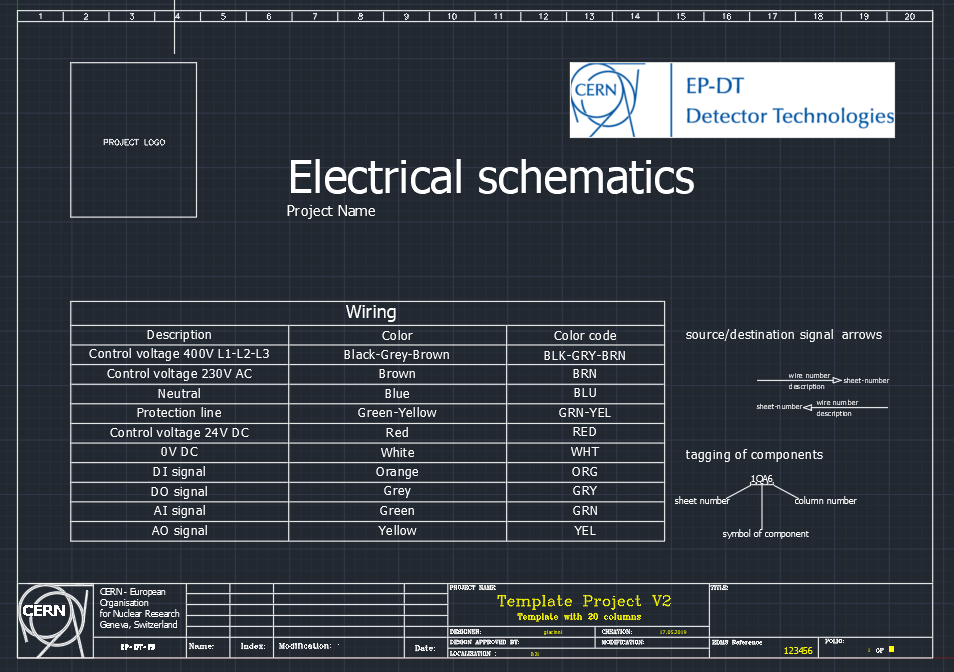 1 2 3 4 5 6 7 8 9 10 11 12 13 14 15 16 17 18 19 20
CERN
EP-DT
Detector Technologies
PROJECT LOGO
Electrical schematics
Project Name
Wiring
Description Color Color code
Control voltage 400V L1-L2-L3 Black-Grey-Brown BLK-GRY-BRN
Control voltage 230V AC Brown BRN
Neutral Blue BLU
Protection line Green-Yellow GRN-YEL
Control voltage 24V DC Red RED
0V DC White WHT
DI signal Orange ORG
DO signal Grey GRY
AI signal Green GRN
AO signal Yellow YEL
source/destination signal arrows
wire number
sheet-number
description
wire number
sheet-number
description
tagging of components
1QA6
sheet number
column number
symbol of component
CERN
CERN - European
Organisation
for Nuclear Research
Geneva, Switzerland
EP-DT-FS
Name: Index: Modification: Date:
PROJECT NAME:
Template Project V2
Template with 20 columns
DESIGNER: CREATION: 17.05.2019
DESIGN APPROVED BY: MODIFICATION:
LOCALISATION :
TITLE:
EDMS Reference
123456
FOLIO:
1 OF